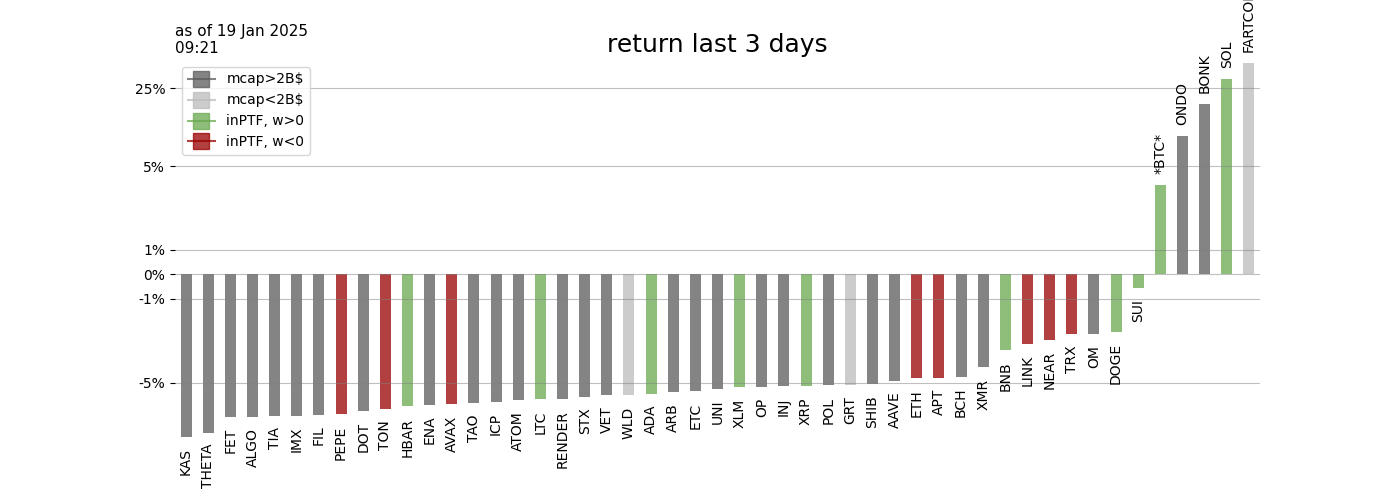 as of 19 Jan 2025
09:21
return last 3 days
mcap>2B$
mcap<2B$
inPTF, w>0
inPTF, w<0
25%
5%
1%
0%
-1%
-5%
KAS
THETA
FET
ALGO
TIA
IMX
FIL
PEPE
DOT
TON
HBAR
ENA
AVAX
TAO
ICP
ATOM
LTC
RENDER
STX
VET
WLD
ADA
ARB
ETC
UNI
XLM
OP
INJ
XRP
POL
GRT
SHIB
AAVE
ETH
APT
BCH
XMR
BNB
LINK
NEAR
TRX
OM
DOGE
SUI
*BTC*
ONDO
BONK
SOL